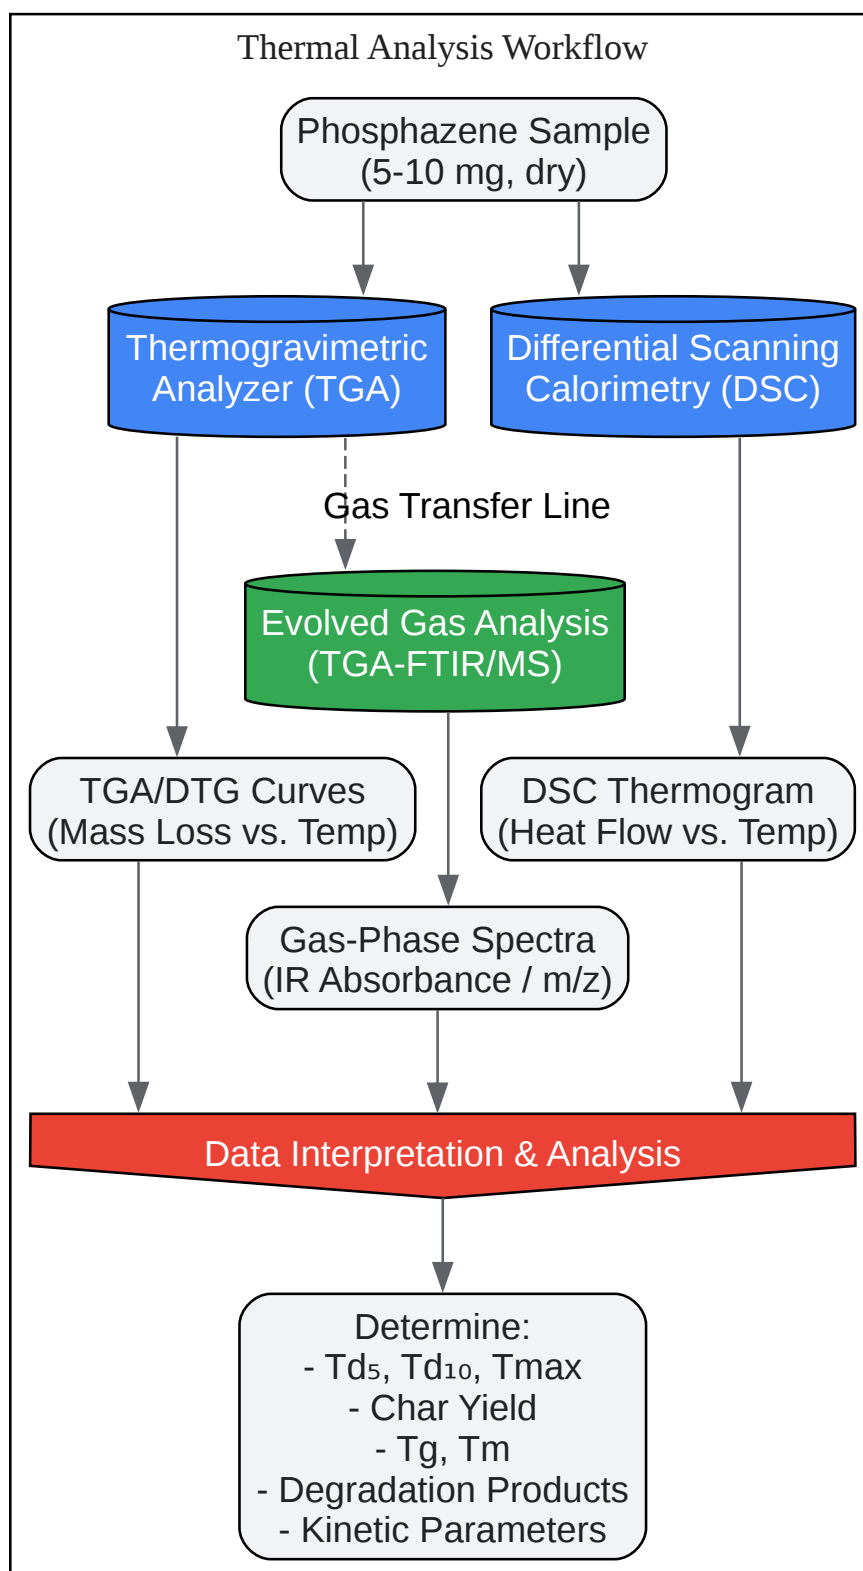 Thermal Analysis Workflow
Phosphazene Sample
(5-10 mg, dry)
Thermogravimetric
Analyzer (TGA)
Differential Scanning
Calorimetry (DSC)
Gas Transfer Line
Evolved Gas Analysis
(TGA-FTIR/MS)
TGA/DTG Curves
(Mass Loss vs. Temp)
DSC Thermogram
(Heat Flow vs. Temp)
Gas-Phase Spectra
(IR Absorbance / m/z)
Data Interpretation & Analysis
Determine:
- Td₅, Td₁₀, Tmax
- Char Yield
- Tg, Tm
- Degradation Products
- Kinetic Parameters